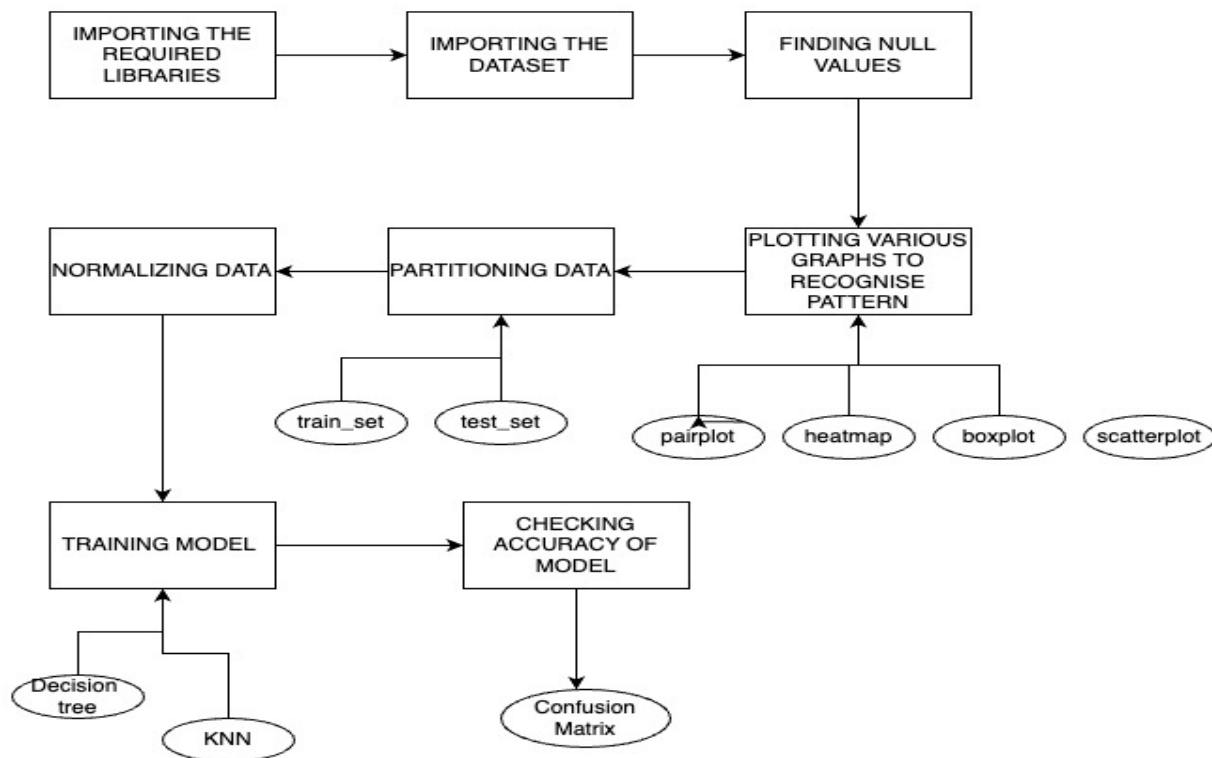 IMPORTING THE
REQUIRED
LIBRARIES
IMPORTING THE
DATASET
FINDING NULL
VALUES
NORMALIZING DATA
PARTITIONING DATA
PLOTTING VARIOUS
GRAPHS TO
RECOGNISE
PATTERN
train_set
test_set
pairplot
heatmap
boxplot
scatterplot
TRAINING MODEL
CHECKING
ACCURACY OF
MODEL
Decision
tree
KNN
Confusion
Matrix